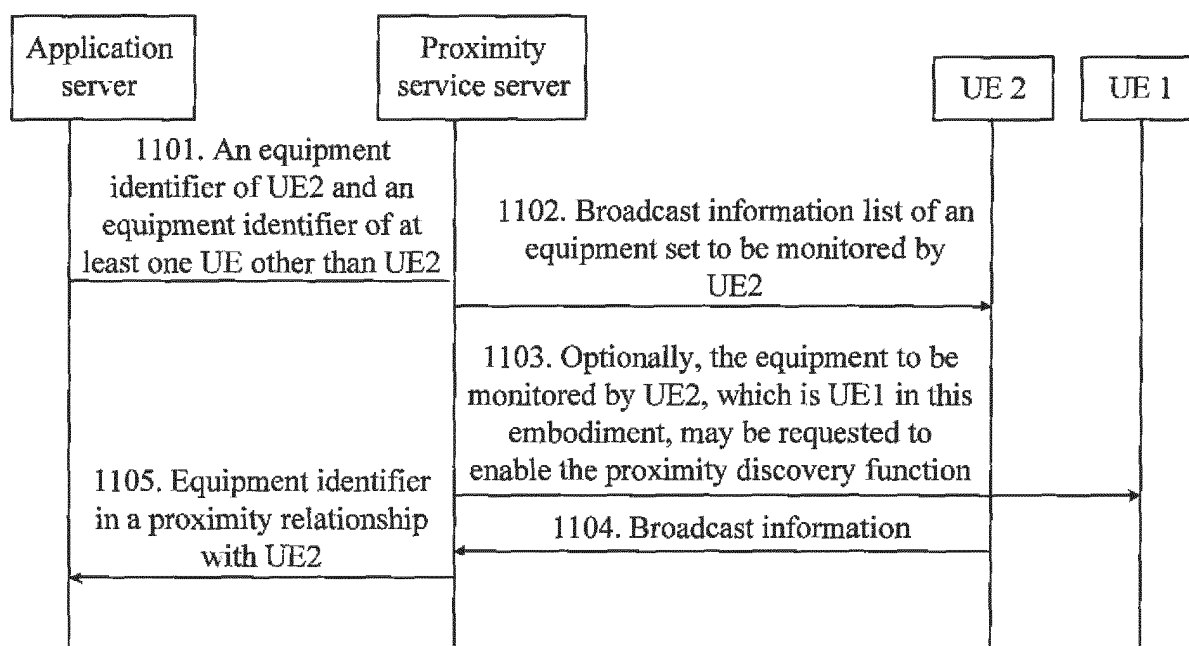 Application
server
Proximity
service server
UE 2
UE 1
1101. An equipment
identifier of UE2 and an
equipment identifier of at
least one UE other than UE2
1102. Broadcast information list of an
equipment set to be monitored by
UE2
1103. Optionally, the equipment to be
monitored by UE2, which is UE1 in this
embodiment, may be requested to
enable the proximity discovery function
1104. Broadcast information
1105. Equipment identifier
in a proximity relationship
with UE2